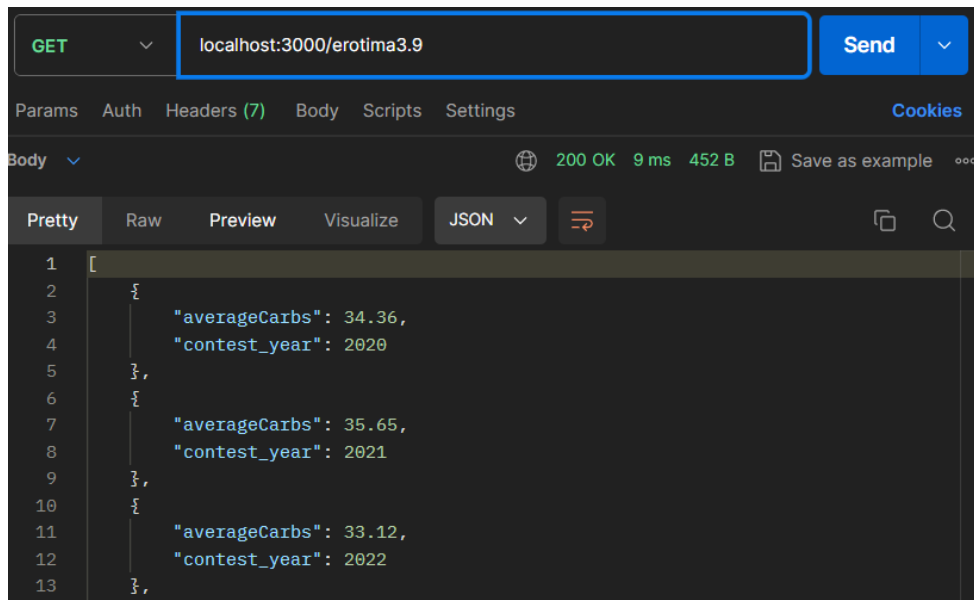 GET localhost:3000/erotima3.9 Send
Params Auth Headers (7) Body Scripts Settings Cookies
Body 200 OK 9 ms 452 B Save as example
Pretty Raw Preview Visualize JSON
1 [
2 {
3 "averageCarbs": 34.36,
4 "contest_year": 2020
5 },
6 {
7 "averageCarbs": 35.65,
8 "contest_year": 2021
9 },
10 {
11 "averageCarbs": 33.12,
12 "contest_year": 2022
13 },